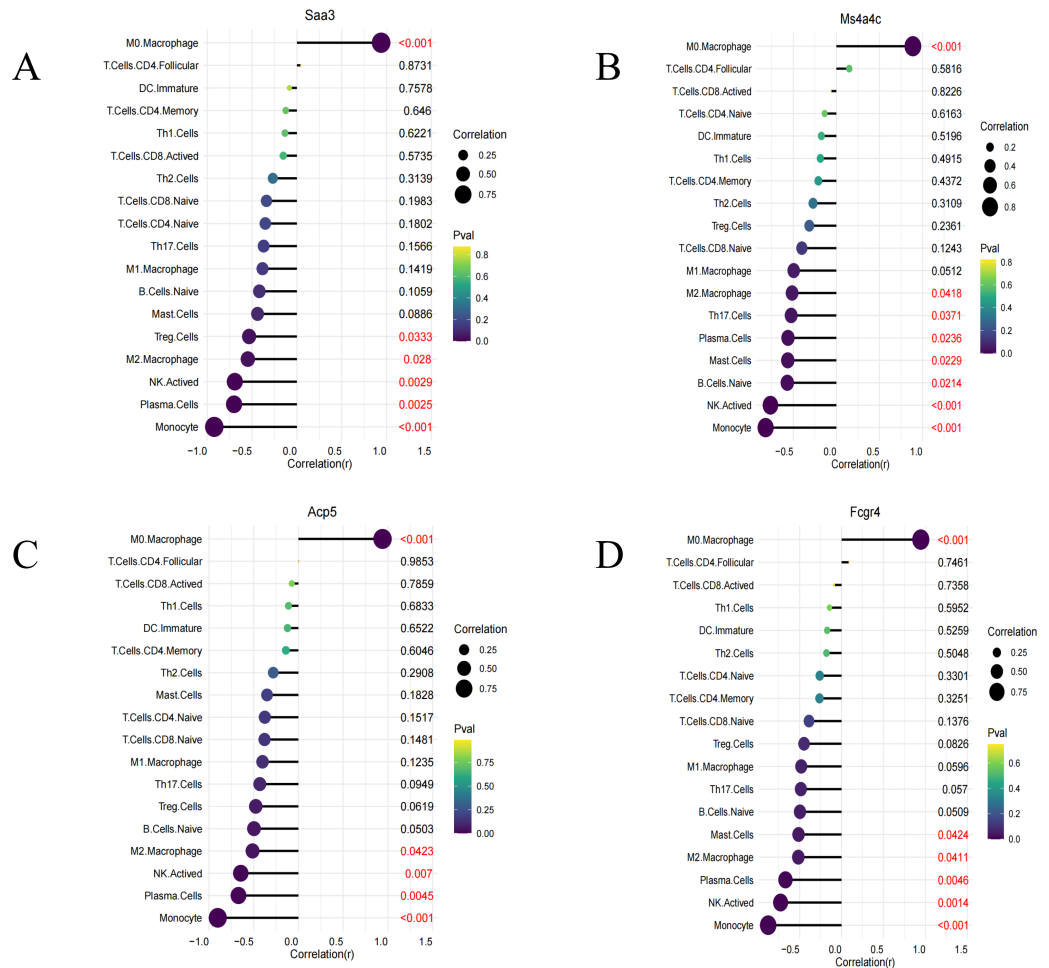 A
Saa3
M0.Macrophage <0.001
T.Cells.CD4.Follicular 0.8731
DC.Immature 0.7578
T.Cells.CD4.Memory 0.646
Th1.Cells 0.6221
T.Cells.CD8.Actived 0.5735
Th2.Cells 0.3139
T.Cells.CD8.Naive 0.1983
T.Cells.CD4.Naive 0.1802
Th17.Cells 0.1566
M1.Macrophage 0.1419
B.Cells.Naive 0.1059
Mast.Cells 0.0886
Treg.Cells 0.0333
M2.Macrophage 0.028
NK.Actived 0.0029
Plasma.Cells 0.0025
Monocyte <0.001
−1.0 −0.5 0.0 0.5 1.0 1.5
Correlation(r)
Correlation
0.25
0.50
0.75
Pval
0.8
0.6
0.4
0.2
0.0
B
Ms4a4c
M0.Macrophage <0.001
T.Cells.CD4.Follicular 0.5816
T.Cells.CD8.Actived 0.8226
T.Cells.CD4.Naive 0.6163
DC.Immature 0.5196
Th1.Cells 0.4915
T.Cells.CD4.Memory 0.4372
Th2.Cells 0.3109
Treg.Cells 0.2361
T.Cells.CD8.Naive 0.1243
M1.Macrophage 0.0512
M2.Macrophage 0.0418
Th17.Cells 0.0371
Plasma.Cells 0.0236
Mast.Cells 0.0229
B.Cells.Naive 0.0214
NK.Actived <0.001
Monocyte <0.001
−0.5 0.0 0.5 1.0 1.5
Correlation(r)
Correlation
0.2
0.4
0.6
0.8
Pval
0.8
0.6
0.4
0.2
0.0
C
Acp5
M0.Macrophage <0.001
T.Cells.CD4.Follicular 0.9853
T.Cells.CD8.Actived 0.7859
Th1.Cells 0.6833
DC.Immature 0.6522
T.Cells.CD4.Memory 0.6046
Th2.Cells 0.2908
Mast.Cells 0.1828
T.Cells.CD4.Naive 0.1517
T.Cells.CD8.Naive 0.1481
M1.Macrophage 0.1235
Th17.Cells 0.0949
Treg.Cells 0.0619
B.Cells.Naive 0.0503
M2.Macrophage 0.0423
NK.Actived 0.007
Plasma.Cells 0.0045
Monocyte <0.001
−1.0 −0.5 0.0 0.5 1.0 1.5
Correlation(r)
Correlation
0.25
0.50
0.75
Pval
0.75
0.50
0.25
0.00
D
Fcgr4
M0.Macrophage <0.001
T.Cells.CD4.Follicular 0.7461
T.Cells.CD8.Actived 0.7358
Th1.Cells 0.5952
DC.Immature 0.5259
Th2.Cells 0.5048
T.Cells.CD4.Naive 0.3301
T.Cells.CD4.Memory 0.3251
T.Cells.CD8.Naive 0.1376
Treg.Cells 0.0826
M1.Macrophage 0.0596
Th17.Cells 0.057
B.Cells.Naive 0.0509
Mast.Cells 0.0424
M2.Macrophage 0.0411
Plasma.Cells 0.0046
NK.Actived 0.0014
Monocyte <0.001
−0.5 0.0 0.5 1.0 1.5
Correlation(r)
Correlation
0.25
0.50
0.75
Pval
0.6
0.4
0.2
0.0